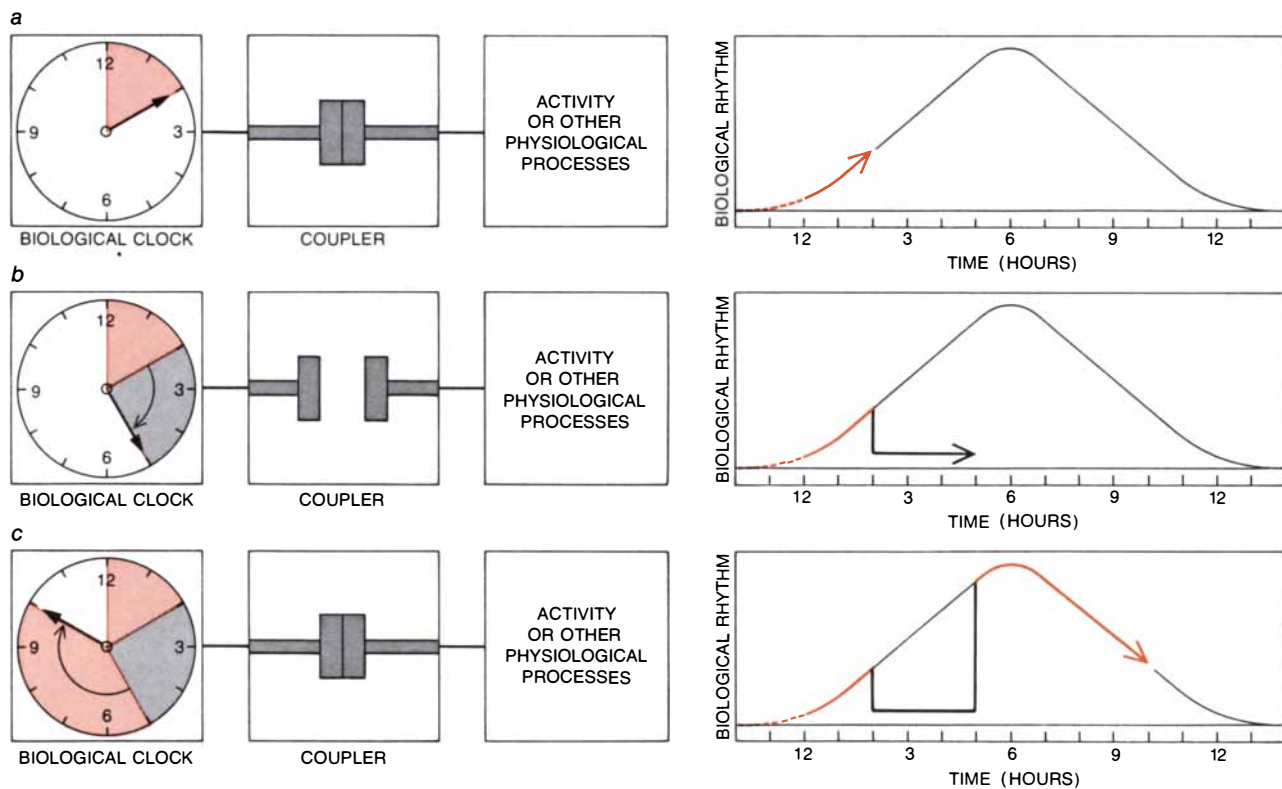 a
12
9
3
6
BIOLOGICAL CLOCK
COUPLER
ACTIVITY
OR OTHER
PHYSIOLOGICAL
PROCESSES
BIOLOGICAL RHYTHM
12 3 6 9 12
TIME (HOURS)
b
12
9
3
6
BIOLOGICAL CLOCK
COUPLER
ACTIVITY
OR OTHER
PHYSIOLOGICAL
PROCESSES
BIOLOGICAL RHYTHM
12 3 6 9 12
TIME (HOURS)
c
12
9
3
6
BIOLOGICAL CLOCK
COUPLER
ACTIVITY
OR OTHER
PHYSIOLOGICAL
PROCESSES
BIOLOGICAL RHYTHM
12 3 6 9 12
TIME (HOURS)